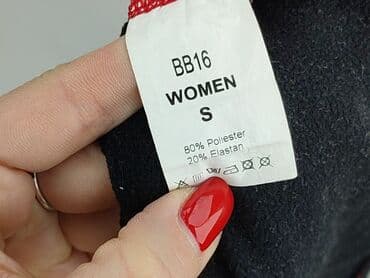 BB16
WOMEN
S
80% Poliester
20% Elastan